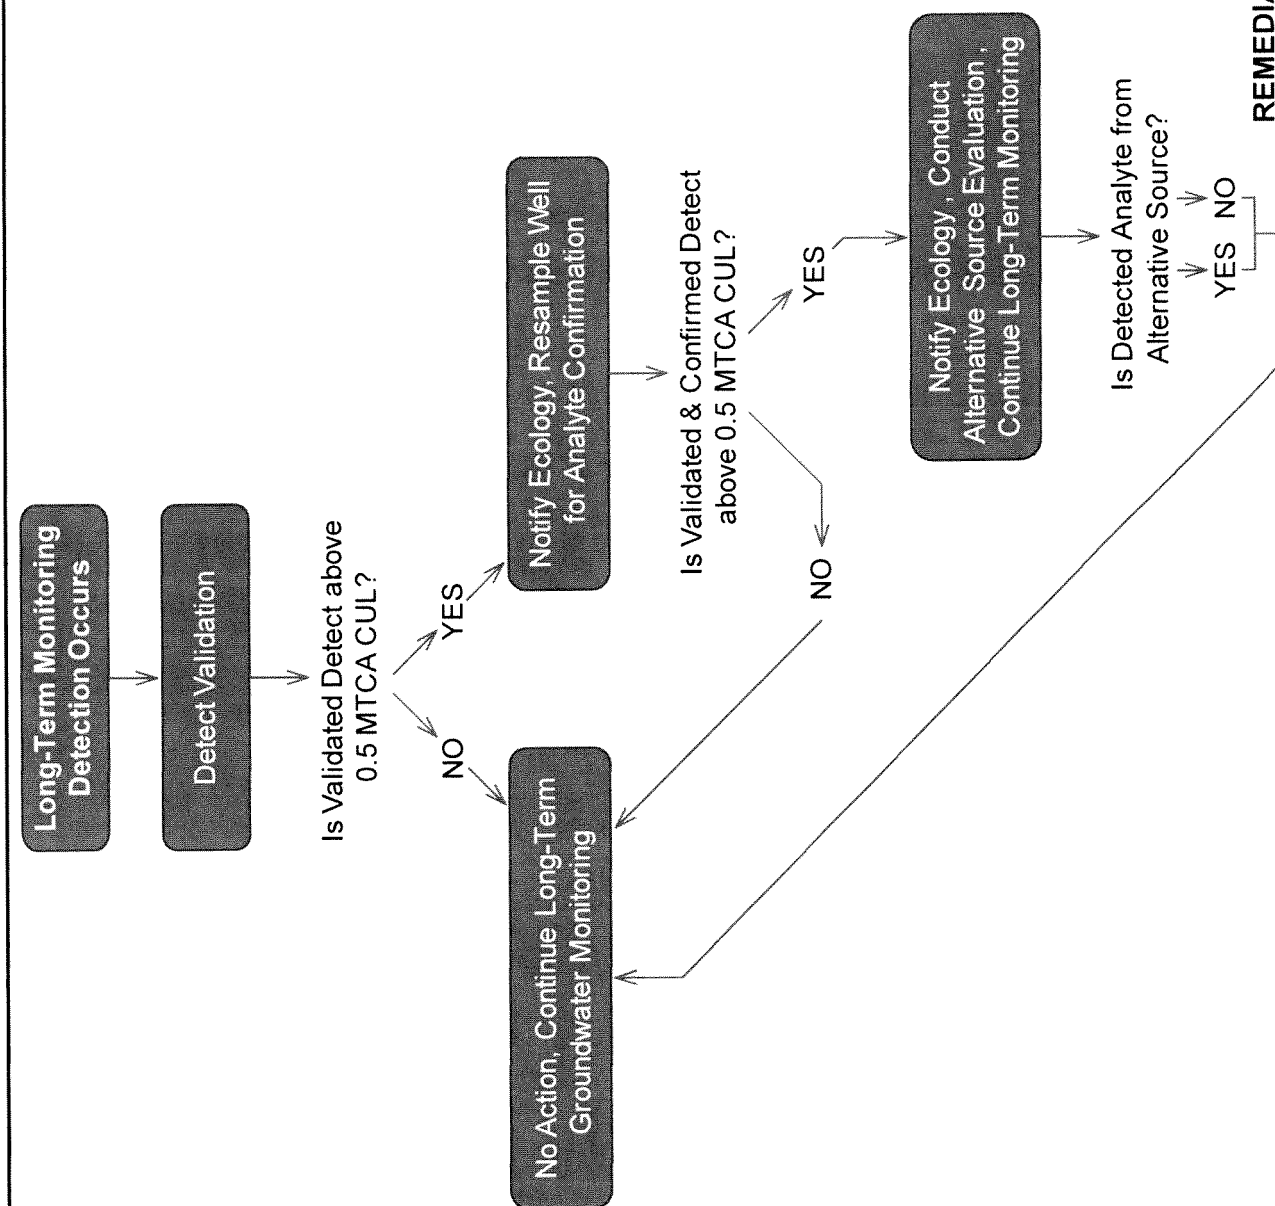 Long-Term Monitoring
Detection Occurs
Detect Validation
Is Validated Detect above
0.5 MTCA CUL?
NO
YES
No Action, Continue Long-Term
Groundwater Monitoring
Notify Ecology, Resample Well
for Analyte Confirmation
Is Validated & Confirmed Detect
above 0.5 MTCA CUL?
NO
YES
Notify Ecology , Conduct
Alternative Source Evaluation ,
Continue Long-Term Monitoring
Is Detected Analyte from
Alternative Source?
YES NO
REMEDIA